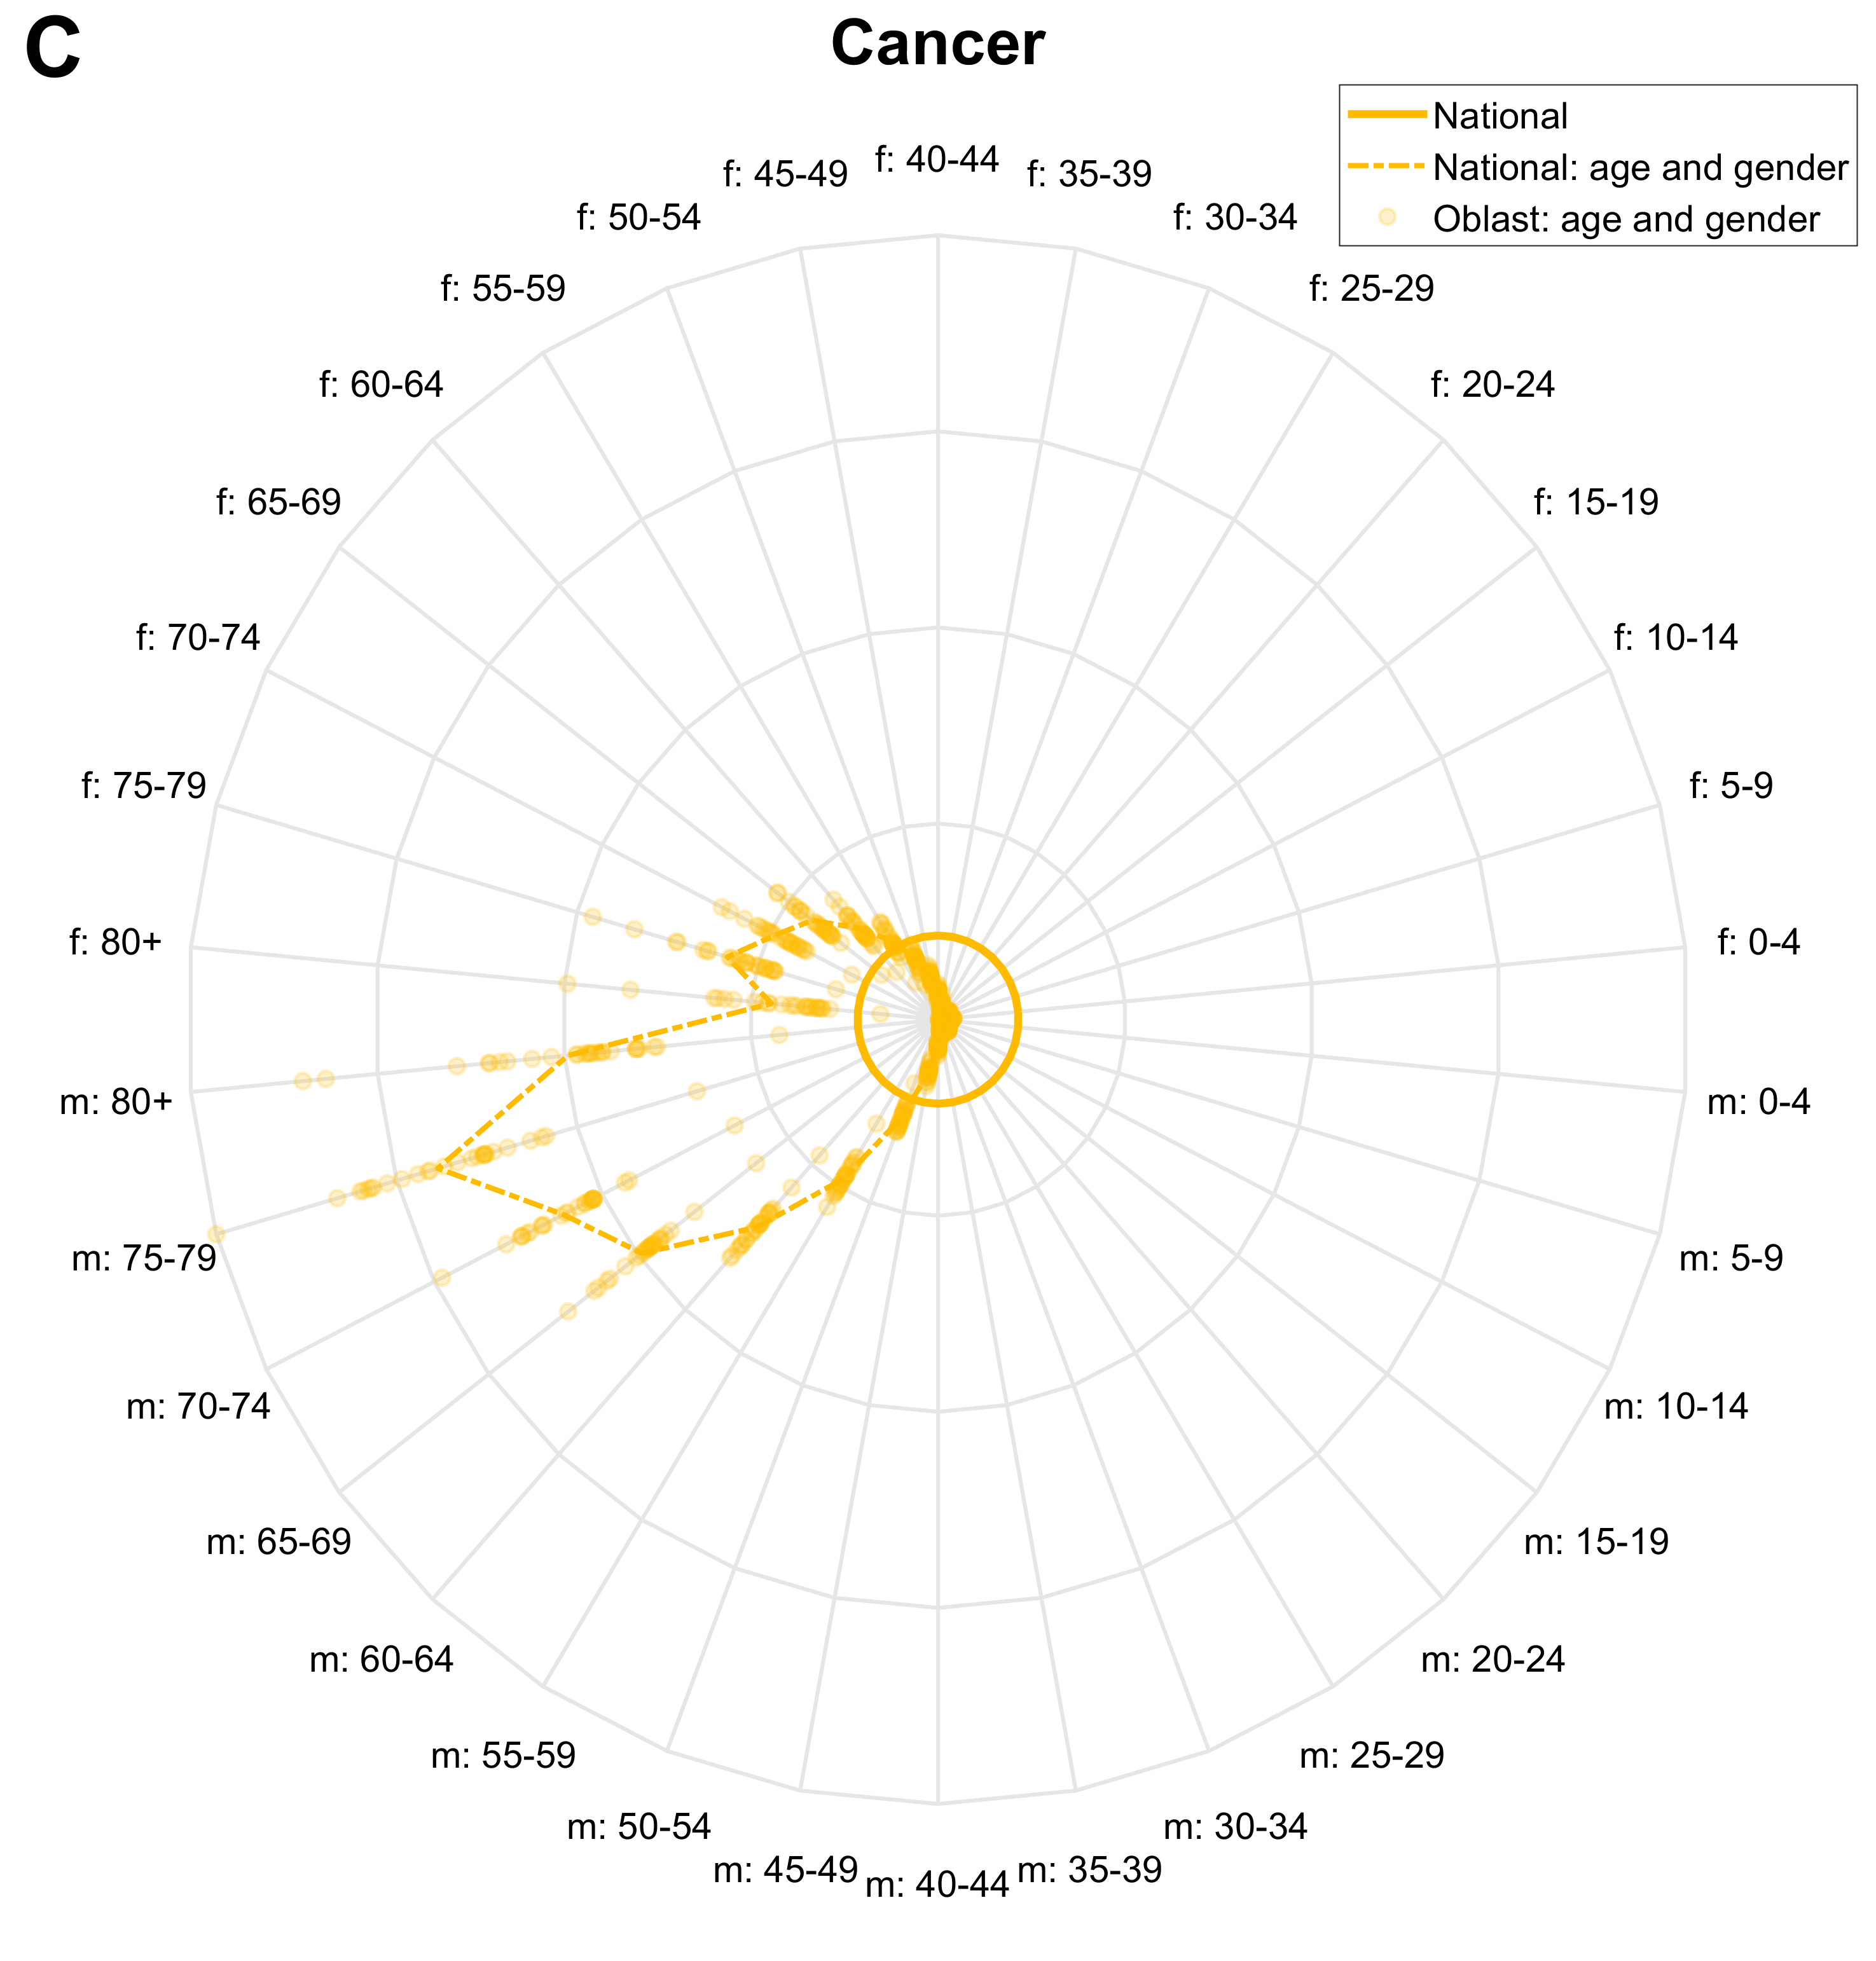 C
Cancer
National
National: age and gender
Oblast: age and gender
f: 40-44
f: 45-49
f: 35-39
f: 50-54
f: 30-34
f: 55-59
f: 25-29
f: 60-64
f: 20-24
f: 65-69
f: 15-19
f: 70-74
f: 10-14
f: 75-79
f: 5-9
f: 80+
f: 0-4
m: 80+
m: 0-4
m: 75-79
m: 5-9
m: 70-74
m: 10-14
m: 65-69
m: 15-19
m: 60-64
m: 20-24
m: 55-59
m: 25-29
m: 50-54
m: 30-34
m: 45-49
m: 40-44
m: 35-39